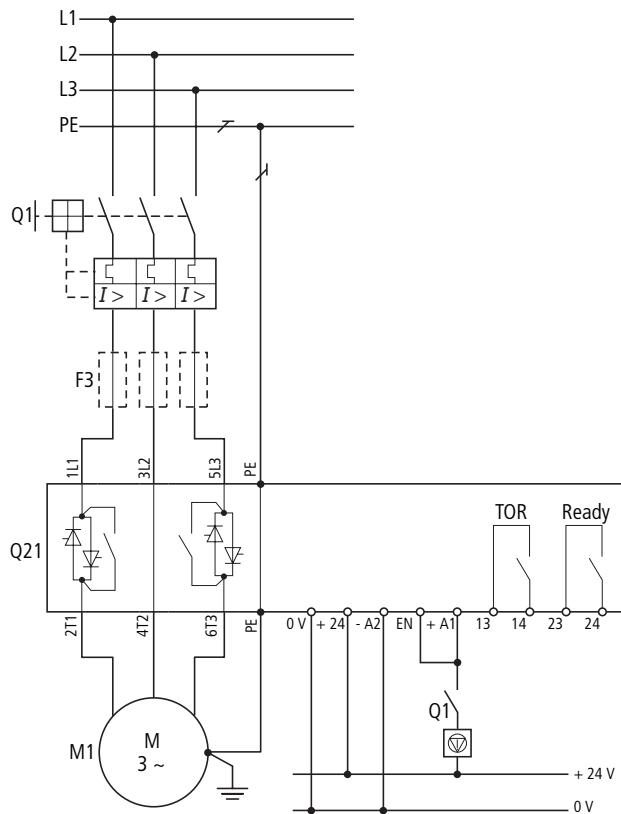 L1
L2
L3
PE
Q1
I > I > I >
F3
1L1 3L2 5L3 PE
TOR Ready
Q21
2T1 4T2 6T3 PE 0 V + 24 - A2 EN + A1 13 14 23 24
Q1
M1
M
3 ~
+ 24 V
0 V